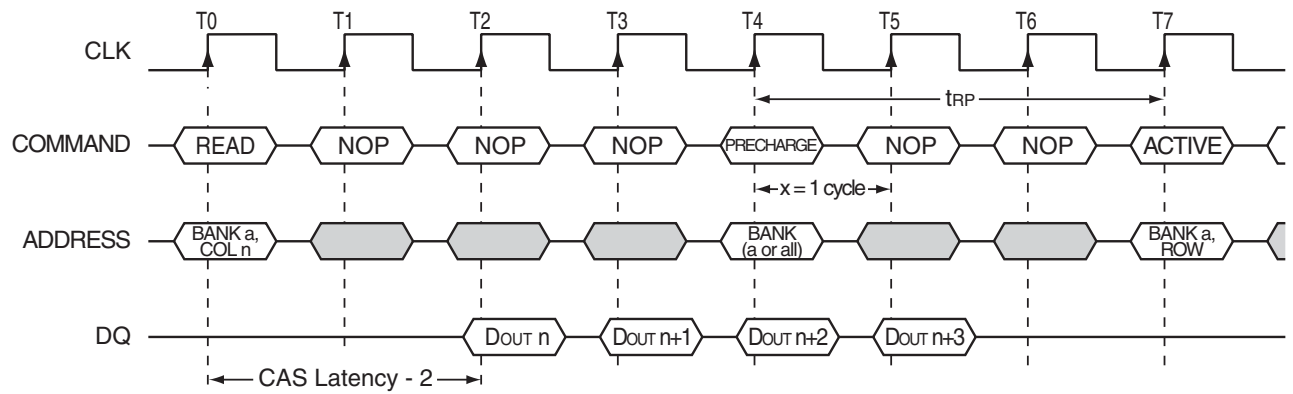 T0 T1 T2 T3 T4 T5 T6 T7
CLK
tRP
COMMAND READ NOP NOP NOP PRECHARGE NOP NOP ACTIVE
x = 1 cycle
ADDRESS BANK a, COL n BANK (a or all) BANK a, ROW
DQ DOUT n DOUT n+1 DOUT n+2 DOUT n+3
CAS Latency - 2